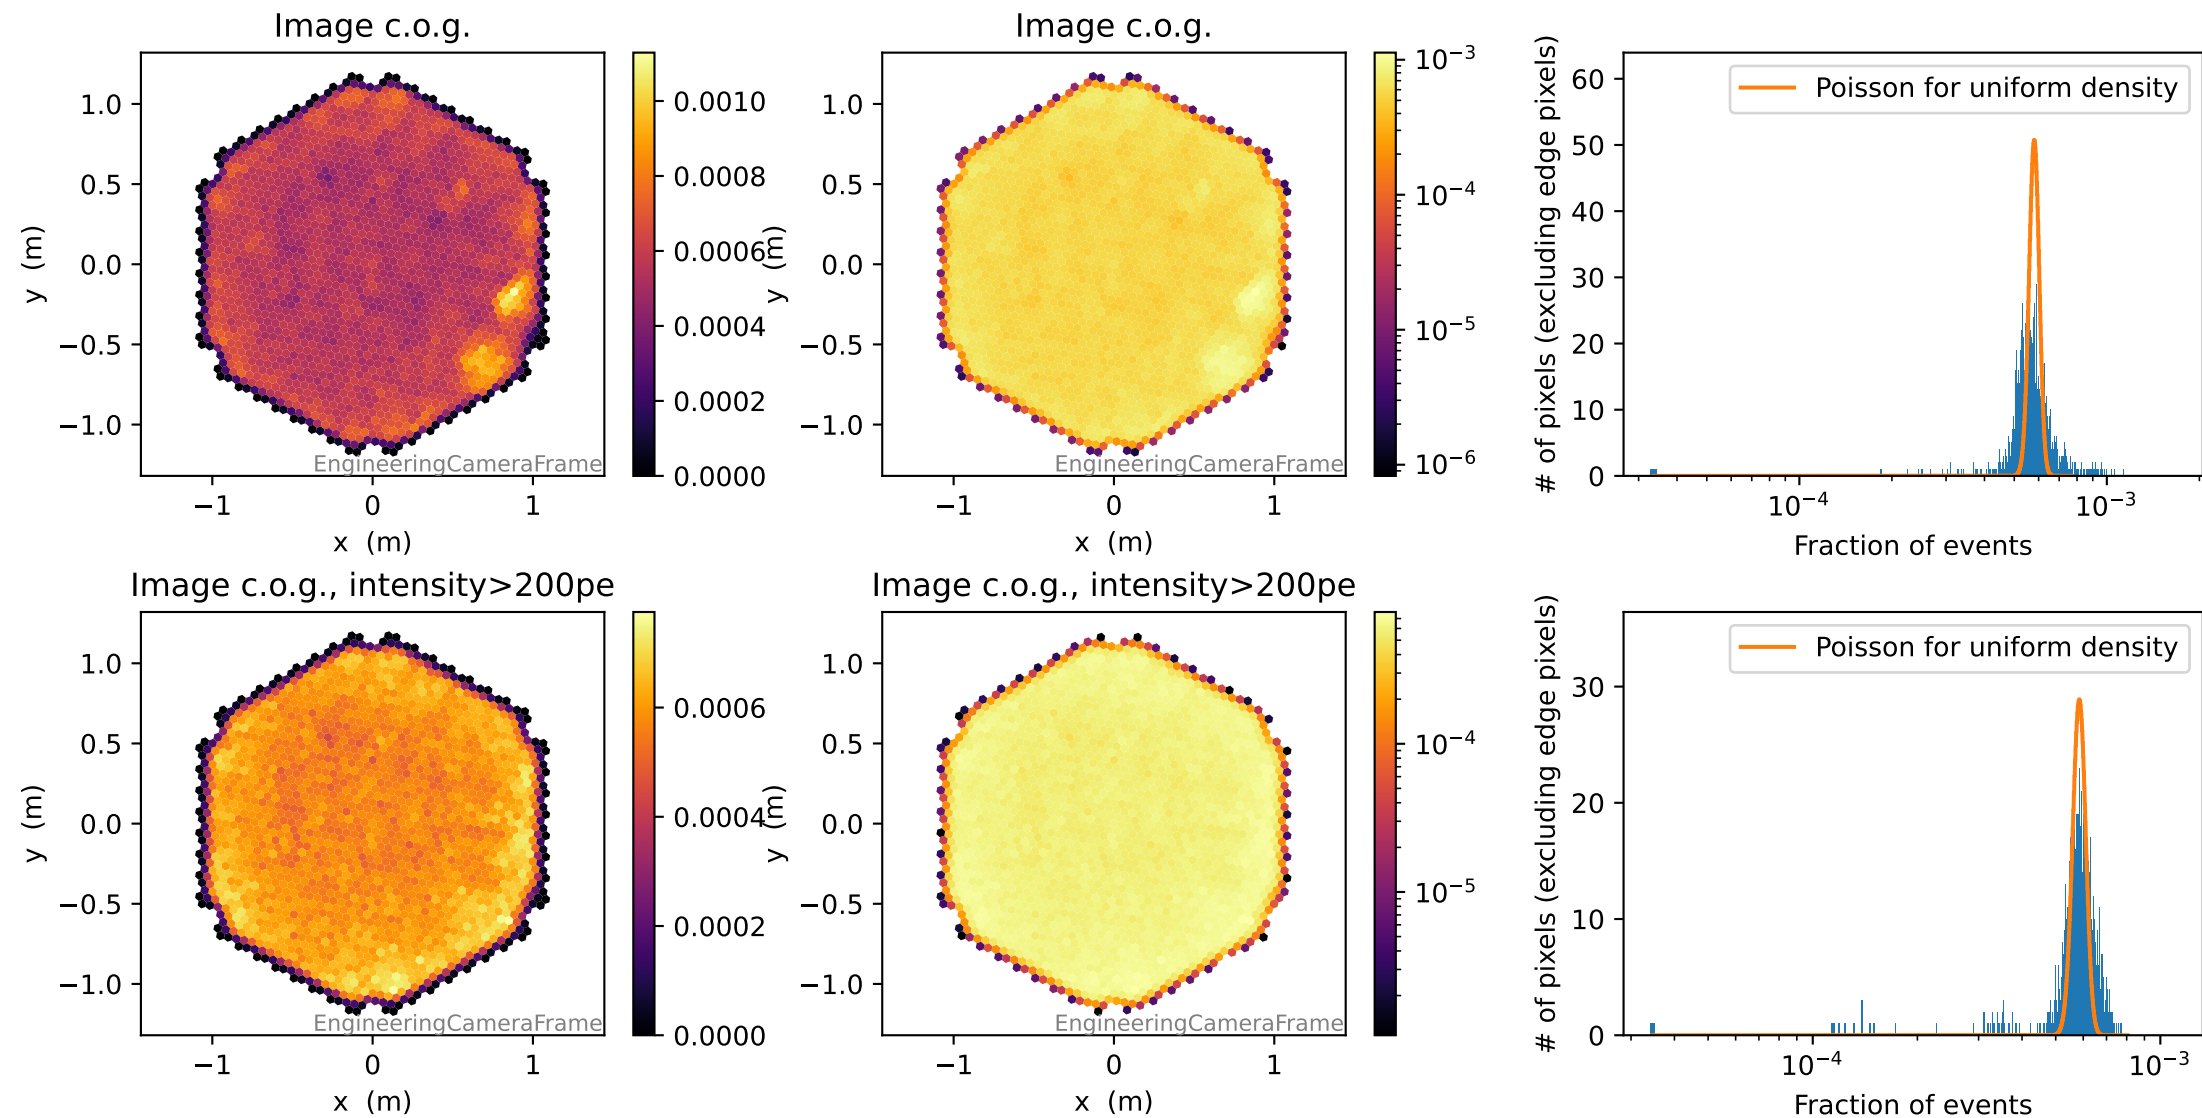 Image c.o.g.
1.0
0.5
0.0
−0.5
−1.0
y (m)
−1
0
1
x (m)
EngineeringCameraFrame
0.0010
0.0008
0.0006
0.0004
0.0002
0.0000
Image c.o.g.
1.0
0.5
0.0
−0.5
−1.0
y (m)
−1
0
1
x (m)
EngineeringCameraFrame
10⁻³
10⁻⁴
10⁻⁵
10⁻⁶
Poisson for uniform density
# of pixels (excluding edge pixels)
60
50
40
30
20
10
0
10⁻⁴
10⁻³
Fraction of events
Image c.o.g., intensity>200pe
1.0
0.5
0.0
−0.5
−1.0
y (m)
−1
0
1
x (m)
EngineeringCameraFrame
0.0006
0.0004
0.0002
0.0000
Image c.o.g., intensity>200pe
1.0
0.5
0.0
−0.5
−1.0
y (m)
−1
0
1
x (m)
EngineeringCameraFrame
10⁻⁴
10⁻⁵
Poisson for uniform density
# of pixels (excluding edge pixels)
30
20
10
0
10⁻⁴
10⁻³
Fraction of events